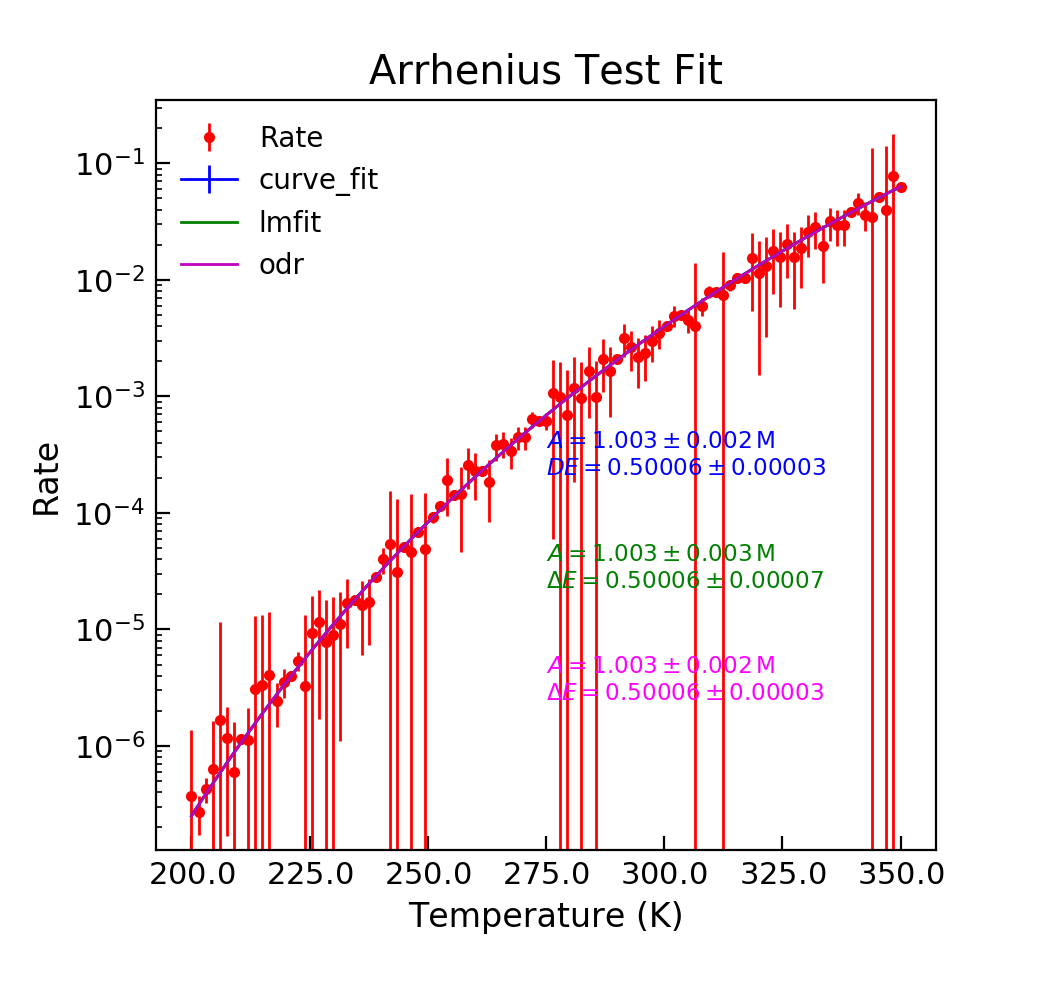 Arrhenius Test Fit
Rate
curve_fit
lmfit
odr
10⁻¹
10⁻²
10⁻³
10⁻⁴
10⁻⁵
10⁻⁶
Rate
A = 1.003 ± 0.002 M
DE = 0.50006 ± 0.00003
A = 1.003 ± 0.003 M
ΔE = 0.50006 ± 0.00007
A = 1.003 ± 0.002 M
ΔE = 0.50006 ± 0.00003
200.0 225.0 250.0 275.0 300.0 325.0 350.0
Temperature (K)